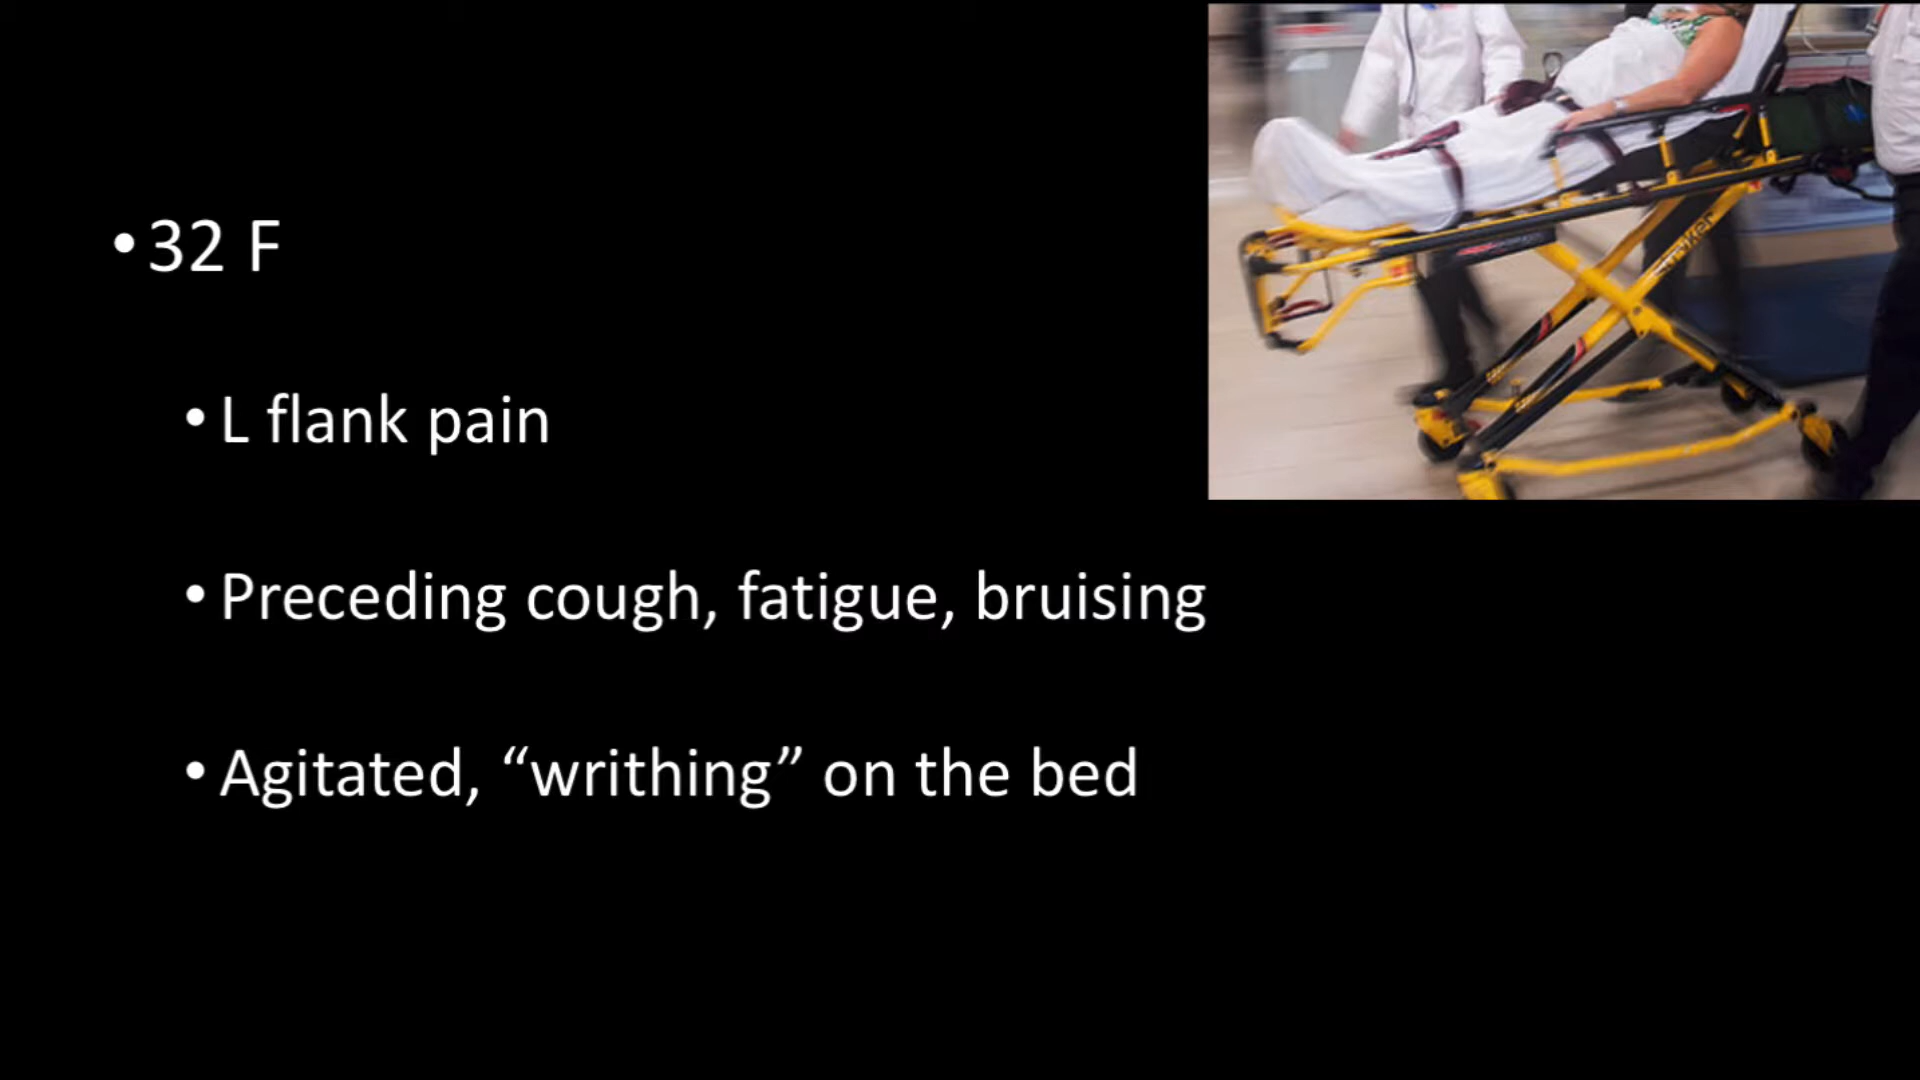 • 32 F
• L flank pain
• Preceding cough, fatigue, bruising
• Agitated, “writhing” on the bed